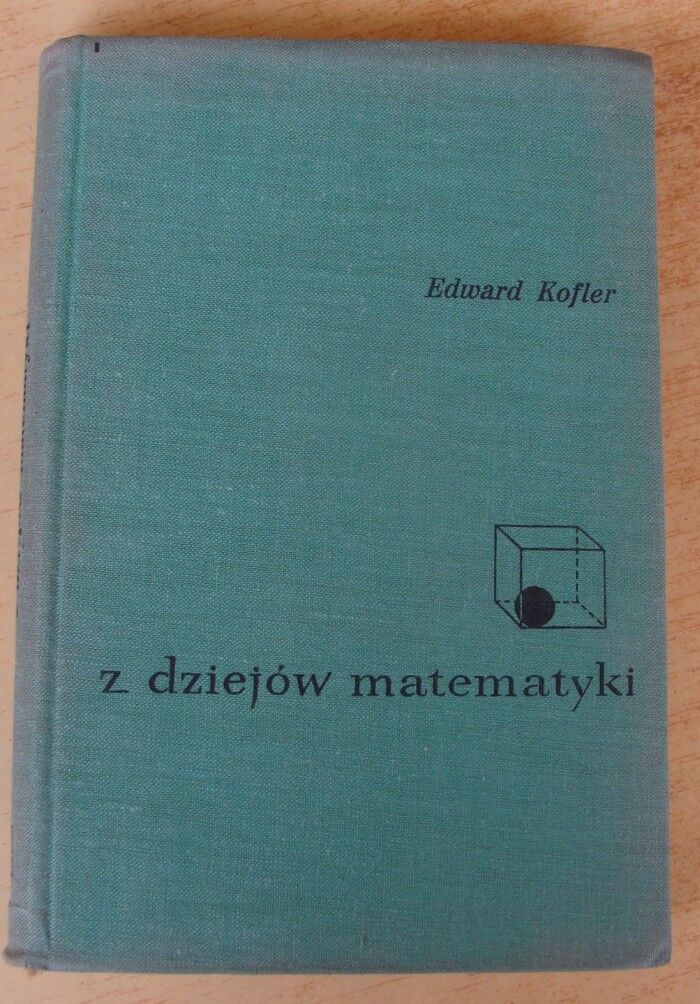 Edward Kofler
z dziejów matematyki